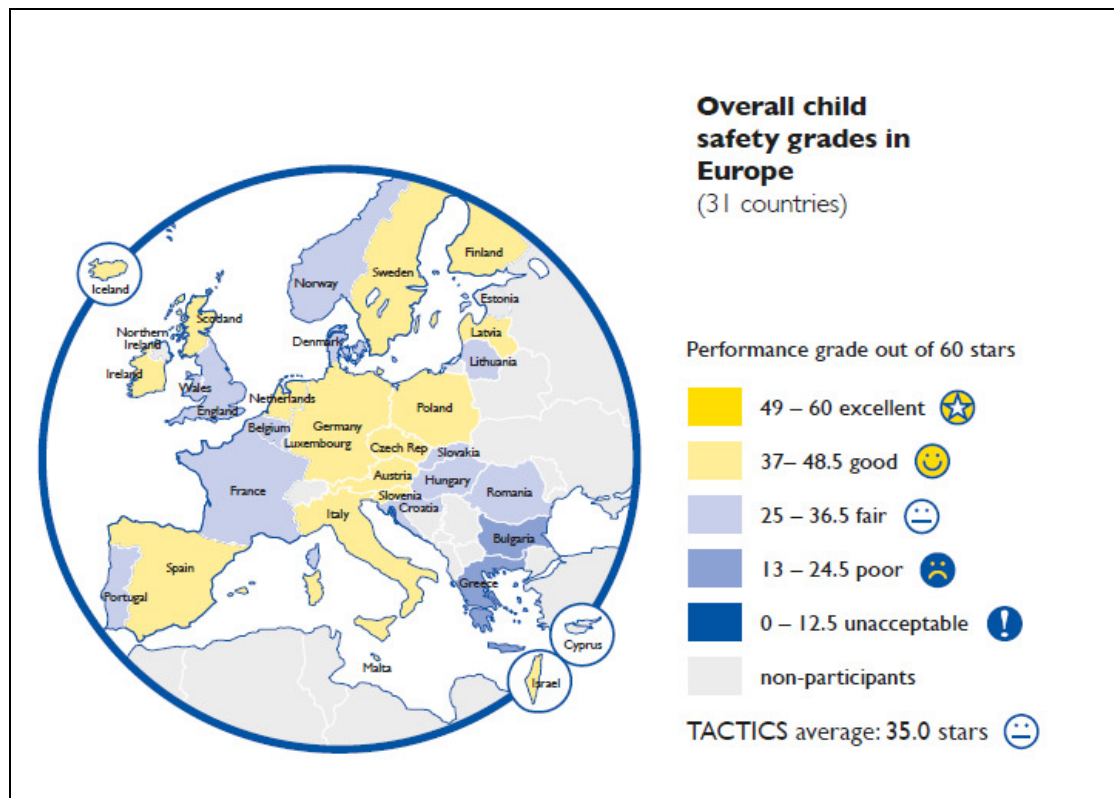 Overall child
safety grades in
Europe
(31 countries)
Iceland
Norway
Sweden
Finland
Estonia
Latvia
Lithuania
Scotland
Northern
Ireland
Ireland
Wales
England
Denmark
Netherlands
Belgium
Germany
Luxembourg
Poland
Czech Rep
Slovakia
Austria
Hungary
Slovenia
Croatia
Romania
France
Italy
Bulgaria
Spain
Portugal
Greece
Malta
Cyprus
Israel
Performance grade out of 60 stars
49 – 60 excellent
37– 48.5 good
25 – 36.5 fair
13 – 24.5 poor
0 – 12.5 unacceptable
!
non-participants
TACTICS average: 35.0 stars